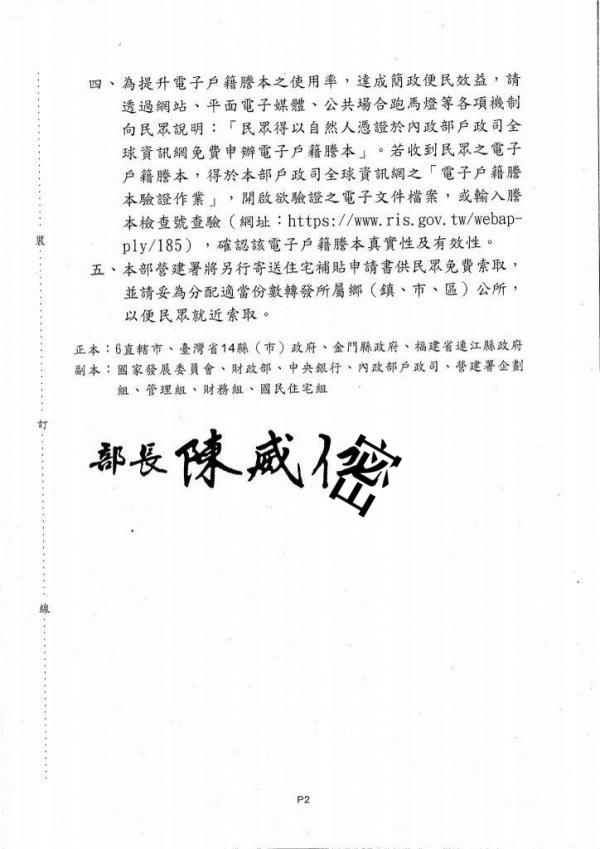 四、為提升電子戶籍謄本之使用率，達成簡政便民效益，請
透過網站、平面電子媒體、公共場合跑馬燈等各項機制
向民眾說明：「民眾得以自然人憑證於內政部戶政司全
球資訊網免費申辦電子戶籍謄本」。若收到民眾之電子
戶籍謄本，得於本部戶政司全球資訊網之「電子戶籍謄
本驗證作業」，開啟欲驗證之電子文件檔案，或輸入謄
本檢查號查驗（網址：https://www.ris.gov.tw/webap-
ply/185），確認該電子戶籍謄本真實性及有效性。
五、本部營建署將另行寄送住宅補貼申請書供民眾免費索取，
並請妥為分配適當份數轉發所屬鄉（鎮、市、區）公所，
以便民眾就近索取。
正本：6直轄市、臺灣省14縣（市）政府、金門縣政府、福建省連江縣政府
副本：國家發展委員會、財政部、中央銀行、內政部戶政司、營建署企劃
組、管理組、財務組、國民住宅組
部長 陳威仁
密
裝
訂
線
P2